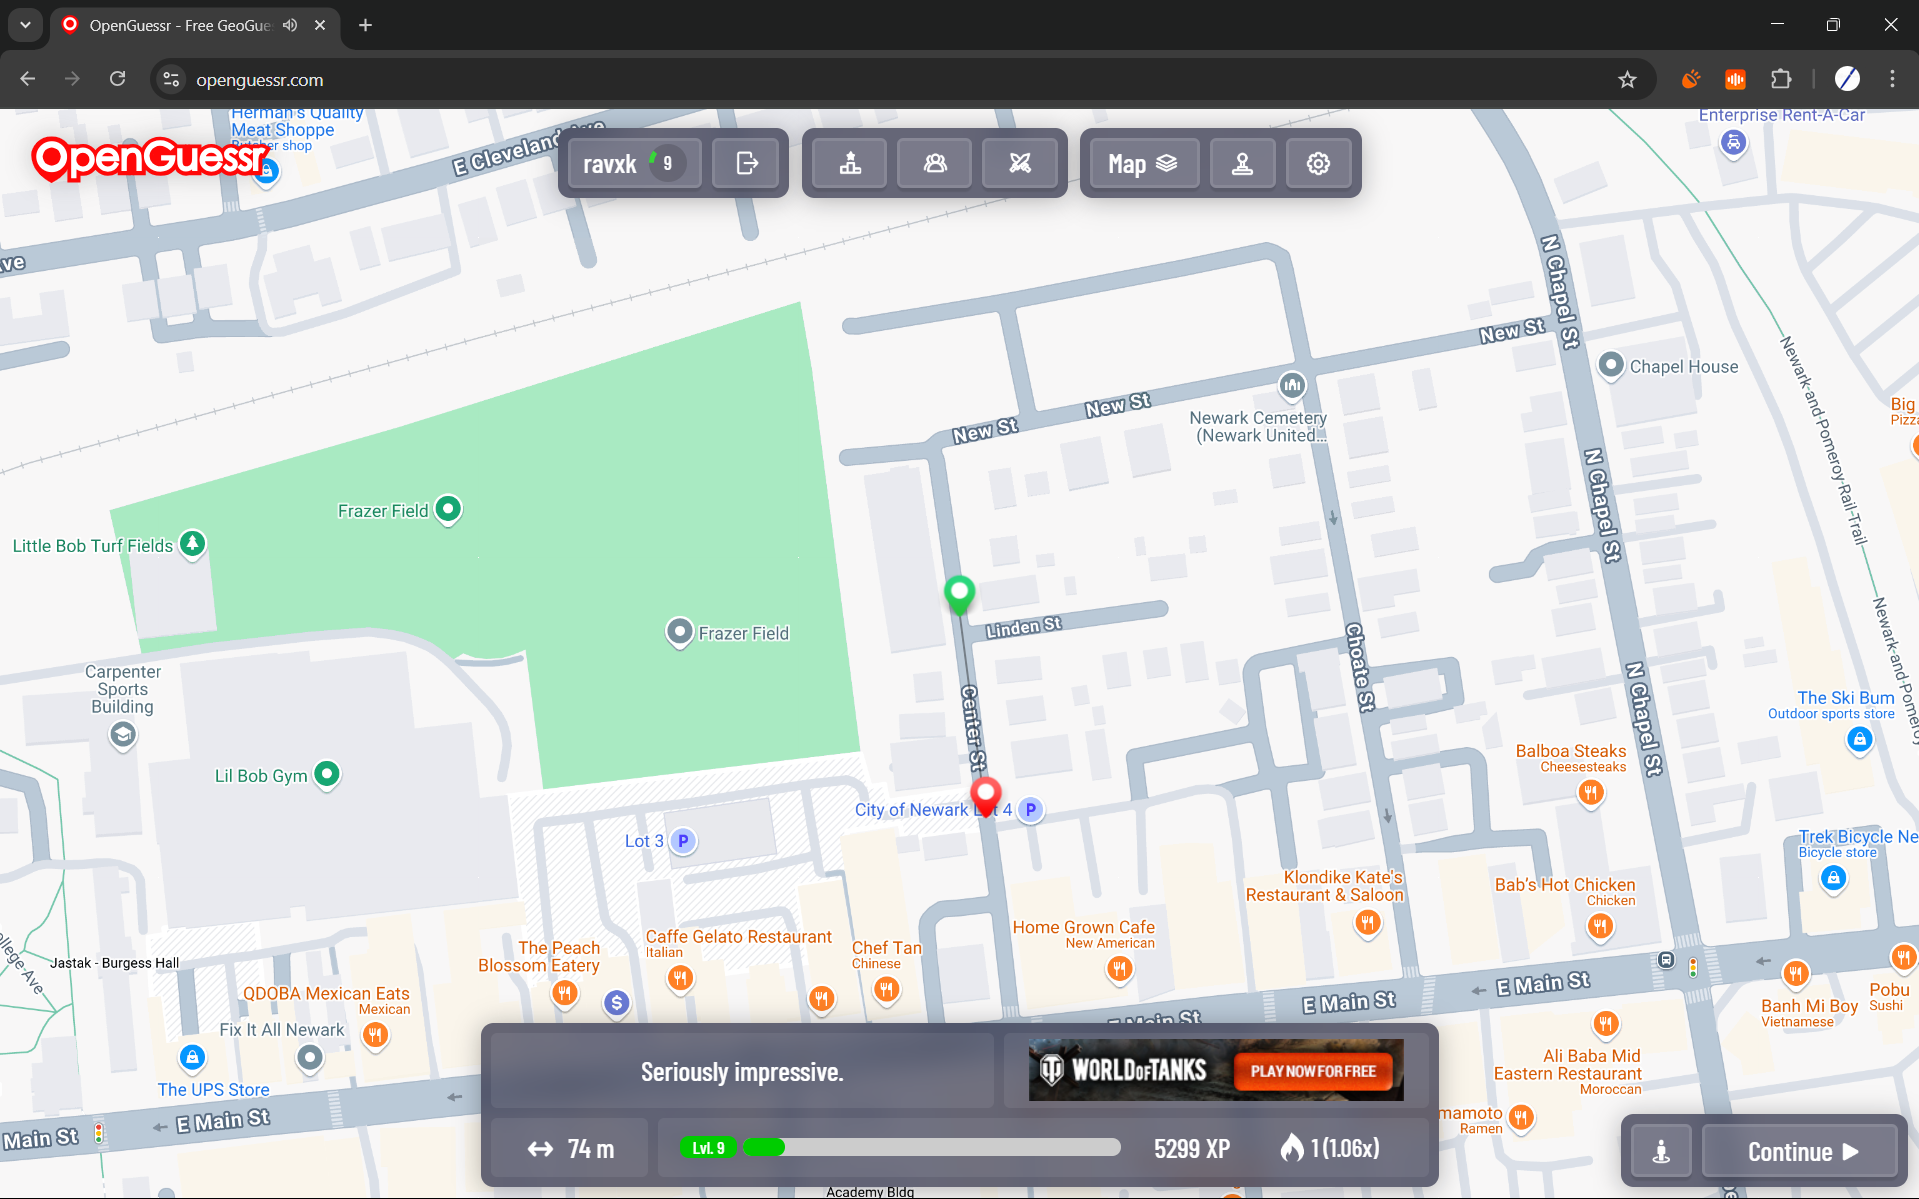 OpenGuessr - Free GeoGue
openguessr.com
Herman's Quality
Meat Shoppe
Butcher shop
OpenGuessr
E Cleveland Ave
ravxk
9
Map
Enterprise Rent-A-Car
Ave
N Chapel St
New St
Chapel House
New St
New St
Newark Cemetery
(Newark United...
Newark-and-Pomeroy-Rail-Trail
Big
Pizza
Frazer Field
Little Bob Turf Fields
N Chapel St
Linden St
Frazer Field
Carpenter
Sports
Building
Center St
Choate St
N Chapel St
Newark-and-Pomeroy
The Ski Bum
Outdoor sports store
Balboa Steaks
Cheesesteaks
Lil Bob Gym
City of Newark Lot 4
P
Lot 3
P
Trek Bicycle Ne
Bicycle store
Klondike Kate's
Restaurant & Saloon
Bab's Hot Chicken
Chicken
Home Grown Cafe
New American
Caffe Gelato Restaurant
Italian
Chef Tan
Chinese
The Peach
Blossom Eatery
ollege Ave
Jastak - Burgess Hall
QDOBA Mexican Eats
Mexican
Fix It All Newark
The UPS Store
E Main St
E Main St
E Main St
Banh Mi Boy
Vietnamese
Pobu
Sushi
Ali Baba Mid
Eastern Restaurant
Moroccan
mamoto
Ramen
E Main St
Main St
Seriously impressive.
WORLD OF TANKS
PLAY NOW FOR FREE
74 m
Lvl. 9
5299 XP
1 (1.06x)
Continue
Academy Bldg